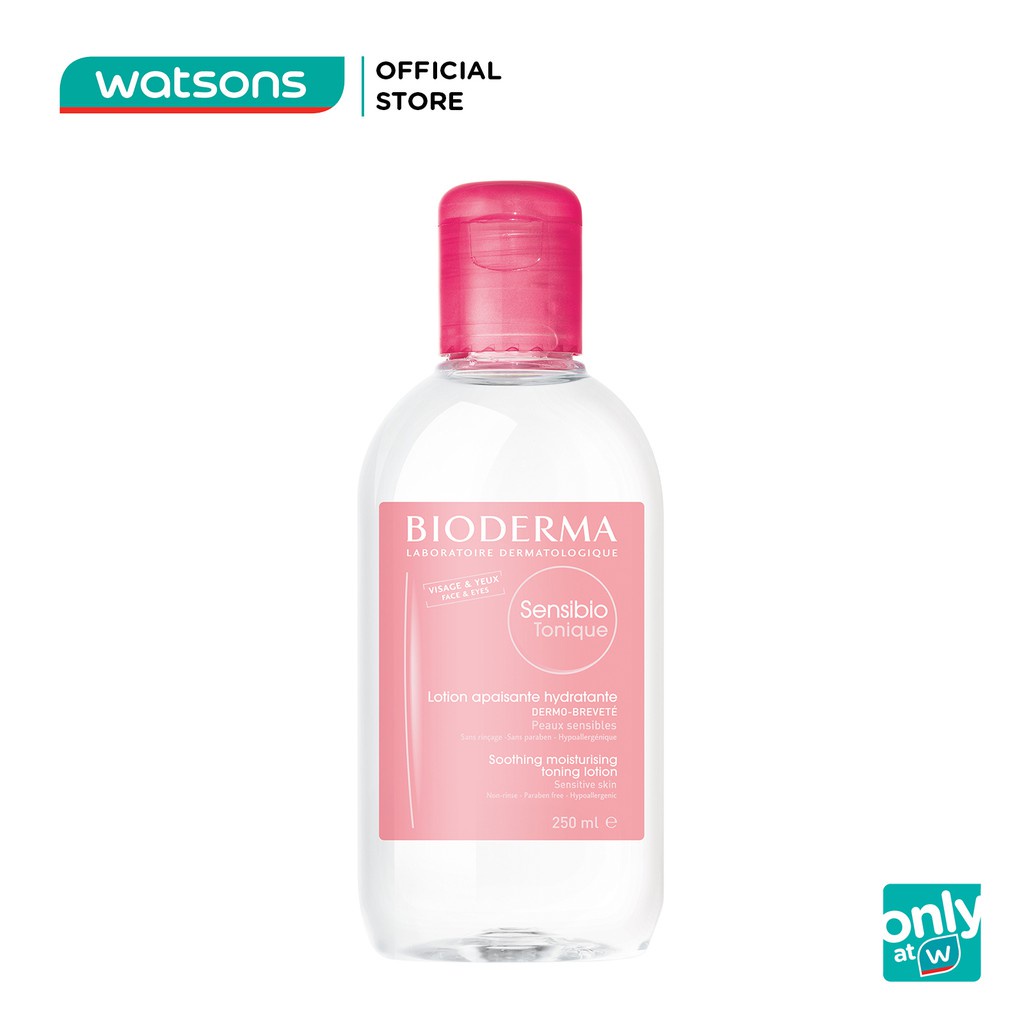 watsons
OFFICIAL
STORE
BIODERMA
LABORATOIRE DERMATOLOGIQUE
VISAGE & YEUX
FACE & EYES
Sensibio
Tonique
Lotion apaisante hydratante
DERMO-BREVETÉ
Peaux sensibles
Sans rinçage - Sans paraben - Hypoallergénique
Soothing moisturising
toning lotion
Sensitive skin
Non-rinse - Paraben free - Hypoallergenic
250 ml ℮
only
at W